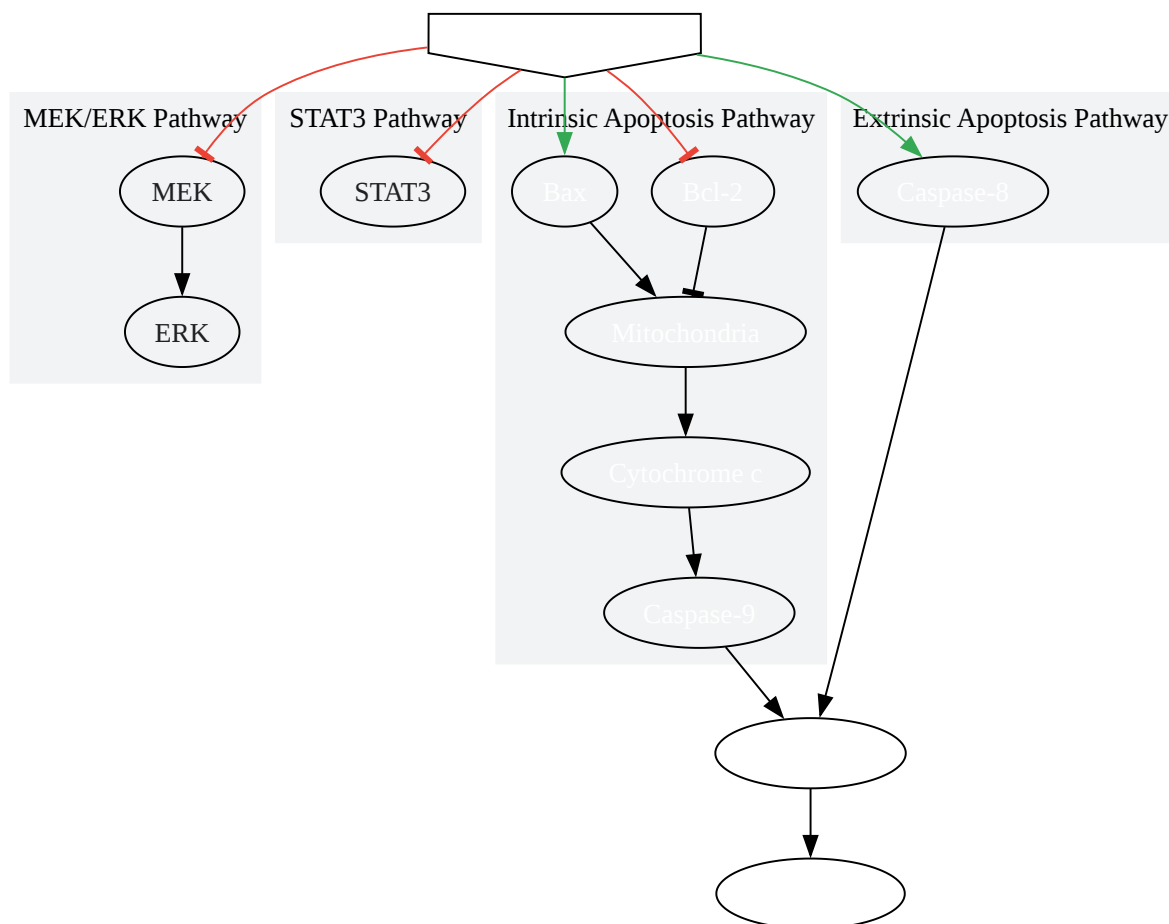 MEK/ERK Pathway
STAT3 Pathway
Intrinsic Apoptosis Pathway
Extrinsic Apoptosis Pathway
MEK
STAT3
Bax
Bcl-2
Caspase-8
ERK
Mitochondria
Cytochrome c
Caspase-9